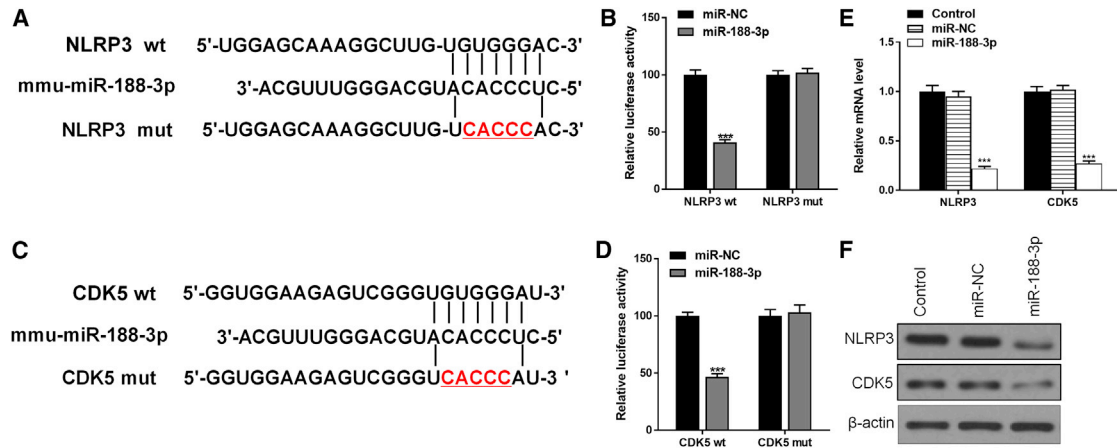 A
NLRP3 wt 5'-UGGAGCAAAGGCUUG-UGUGGGAC-3'
mmu-miR-188-3p 3'-ACGUUUGGGACGUACACCCUC-5'
NLRP3 mut 5'-UGGAGCAAAGGCUUG-UCACCCAC-3'
B
miR-NC
miR-188-3p
Relative luciferase activity
150
100
50
0
***
NLRP3 wt NLRP3 mut
E
Control
miR-NC
miR-188-3p
Relative mRNA level
1.5
1.0
0.5
0.0
*** ***
NLRP3 CDK5
C
CDK5 wt 5'-GGUGGAAGAGUCGGGUGUGGGAU-3'
mmu-miR-188-3p 3'-ACGUUUGGGACGUACACCCUC-5'
CDK5 mut 5'-GGUGGAAGAGUCGGGUCACCCAU-3 '
D
miR-NC
miR-188-3p
Relative luciferase activity
150
100
50
0
***
CDK5 wt CDK5 mut
F
Control miR-NC miR-188-3p
NLRP3
CDK5
β-actin